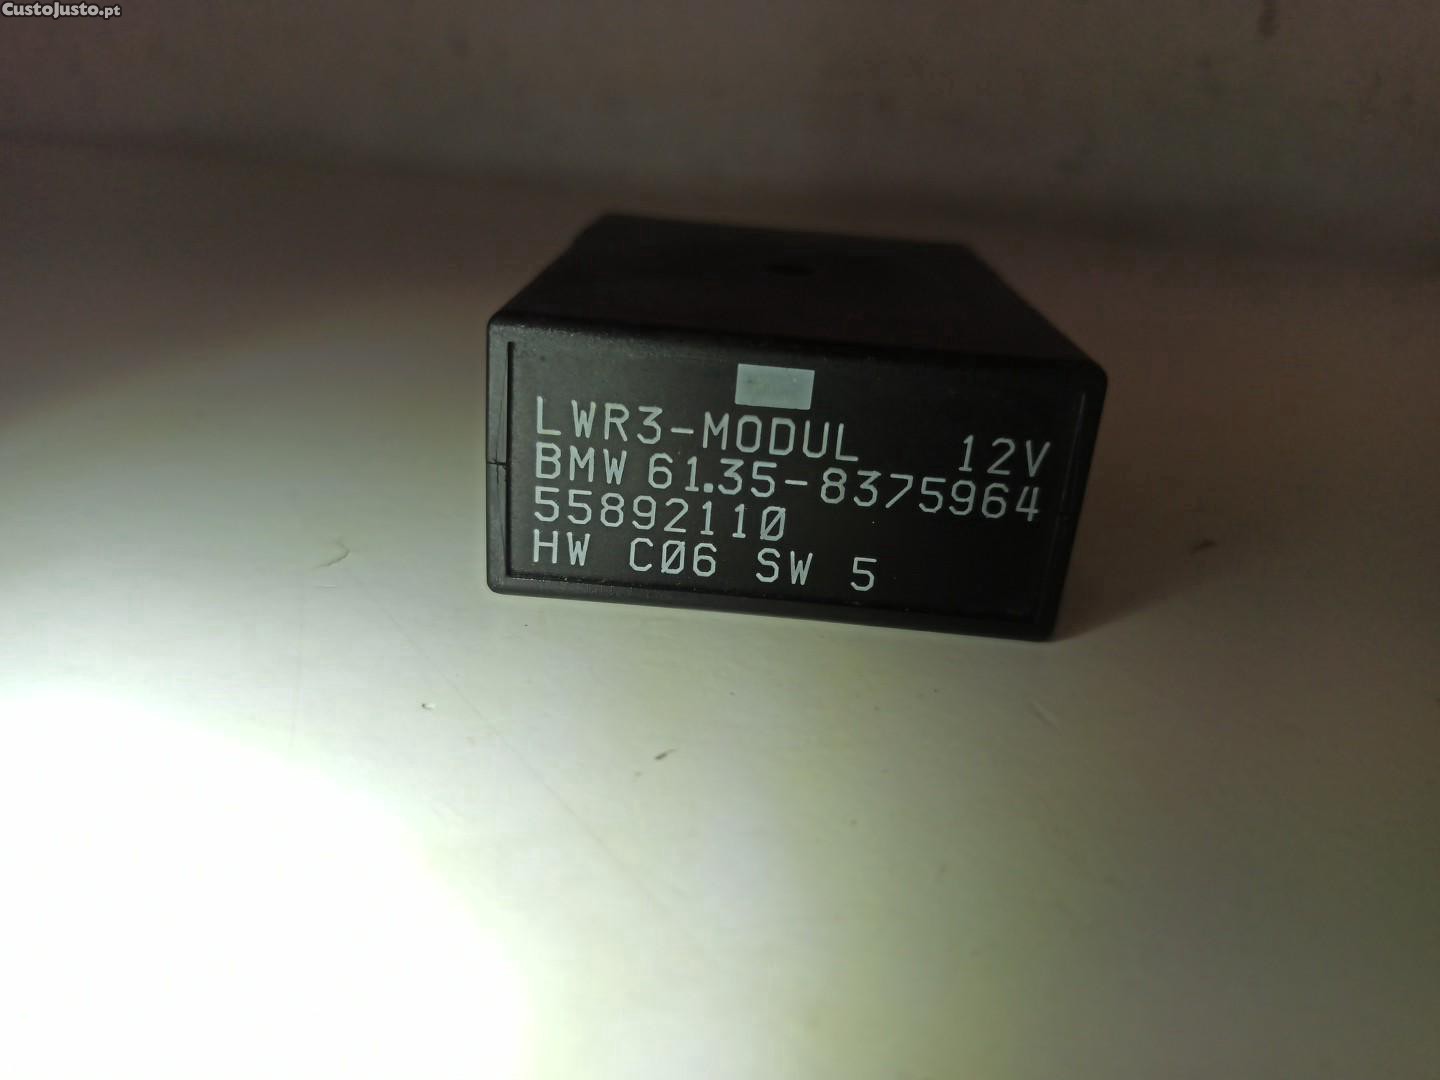 CustoJusto.pt
LWR3-MODUL 12V
BMW 61.35-8375964
55892110
HW C06 SW 5